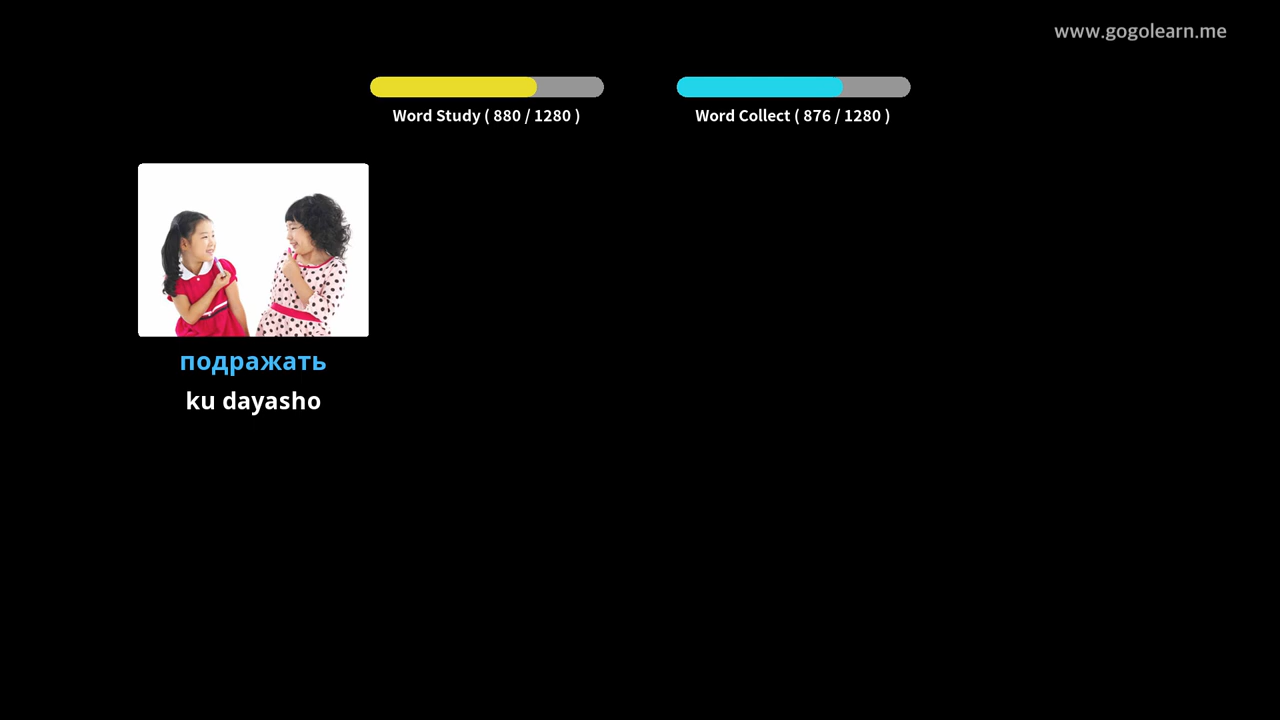 www.gogolearn.me
Word Study ( 880 / 1280 )
Word Collect ( 876 / 1280 )
подражать
ku dayasho